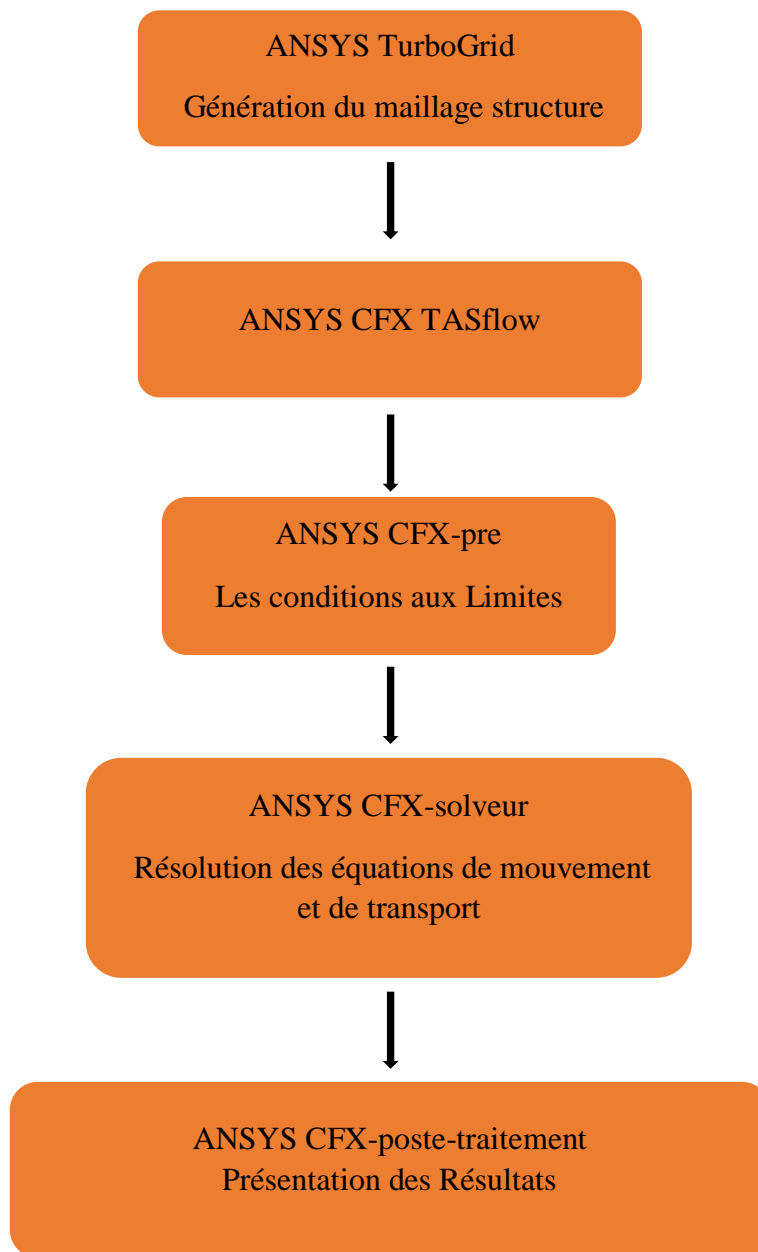 ANSYS TurboGrid
Génération du maillage structure
ANSYS CFX TASflow
ANSYS CFX-pre
Les conditions aux Limites
ANSYS CFX-solveur
Résolution des équations de mouvement
et de transport
ANSYS CFX-poste-traitement
Présentation des Résultats